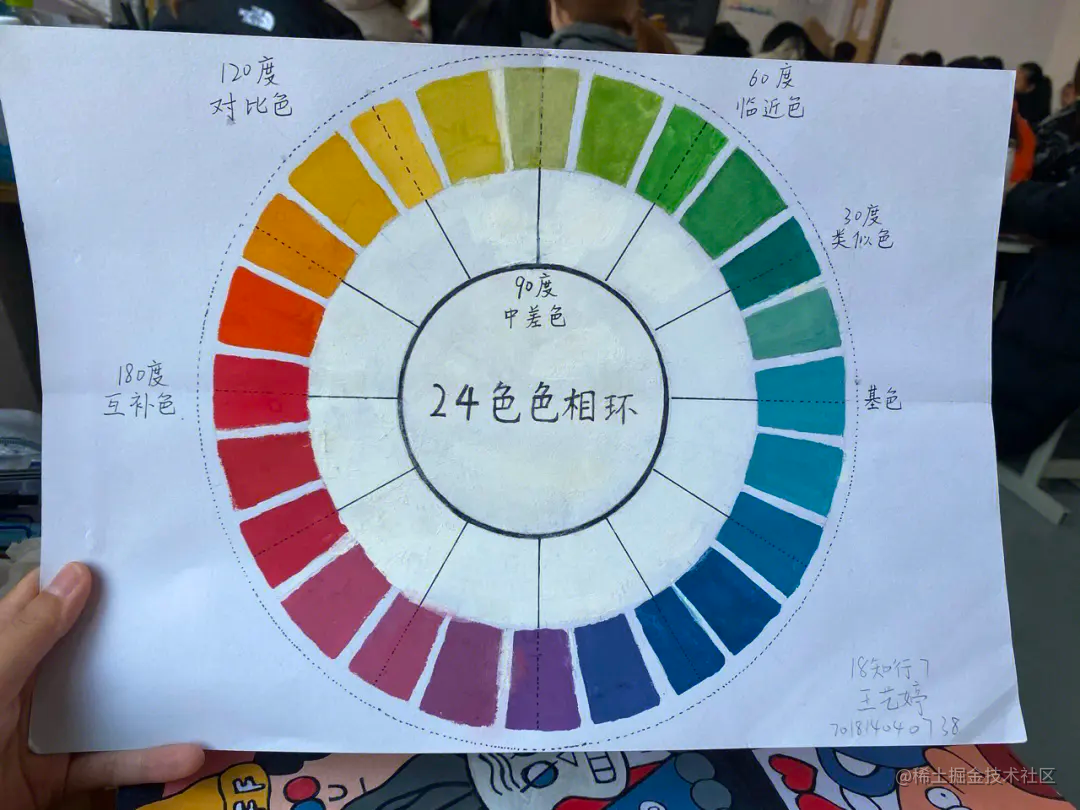 120度
对比色
60度
临近色
30度
类似色
90度
中差色
180度
互补色
24色色相环
基色
18知行7
王艺婷
7018140400738
@稀土掘金技术社区